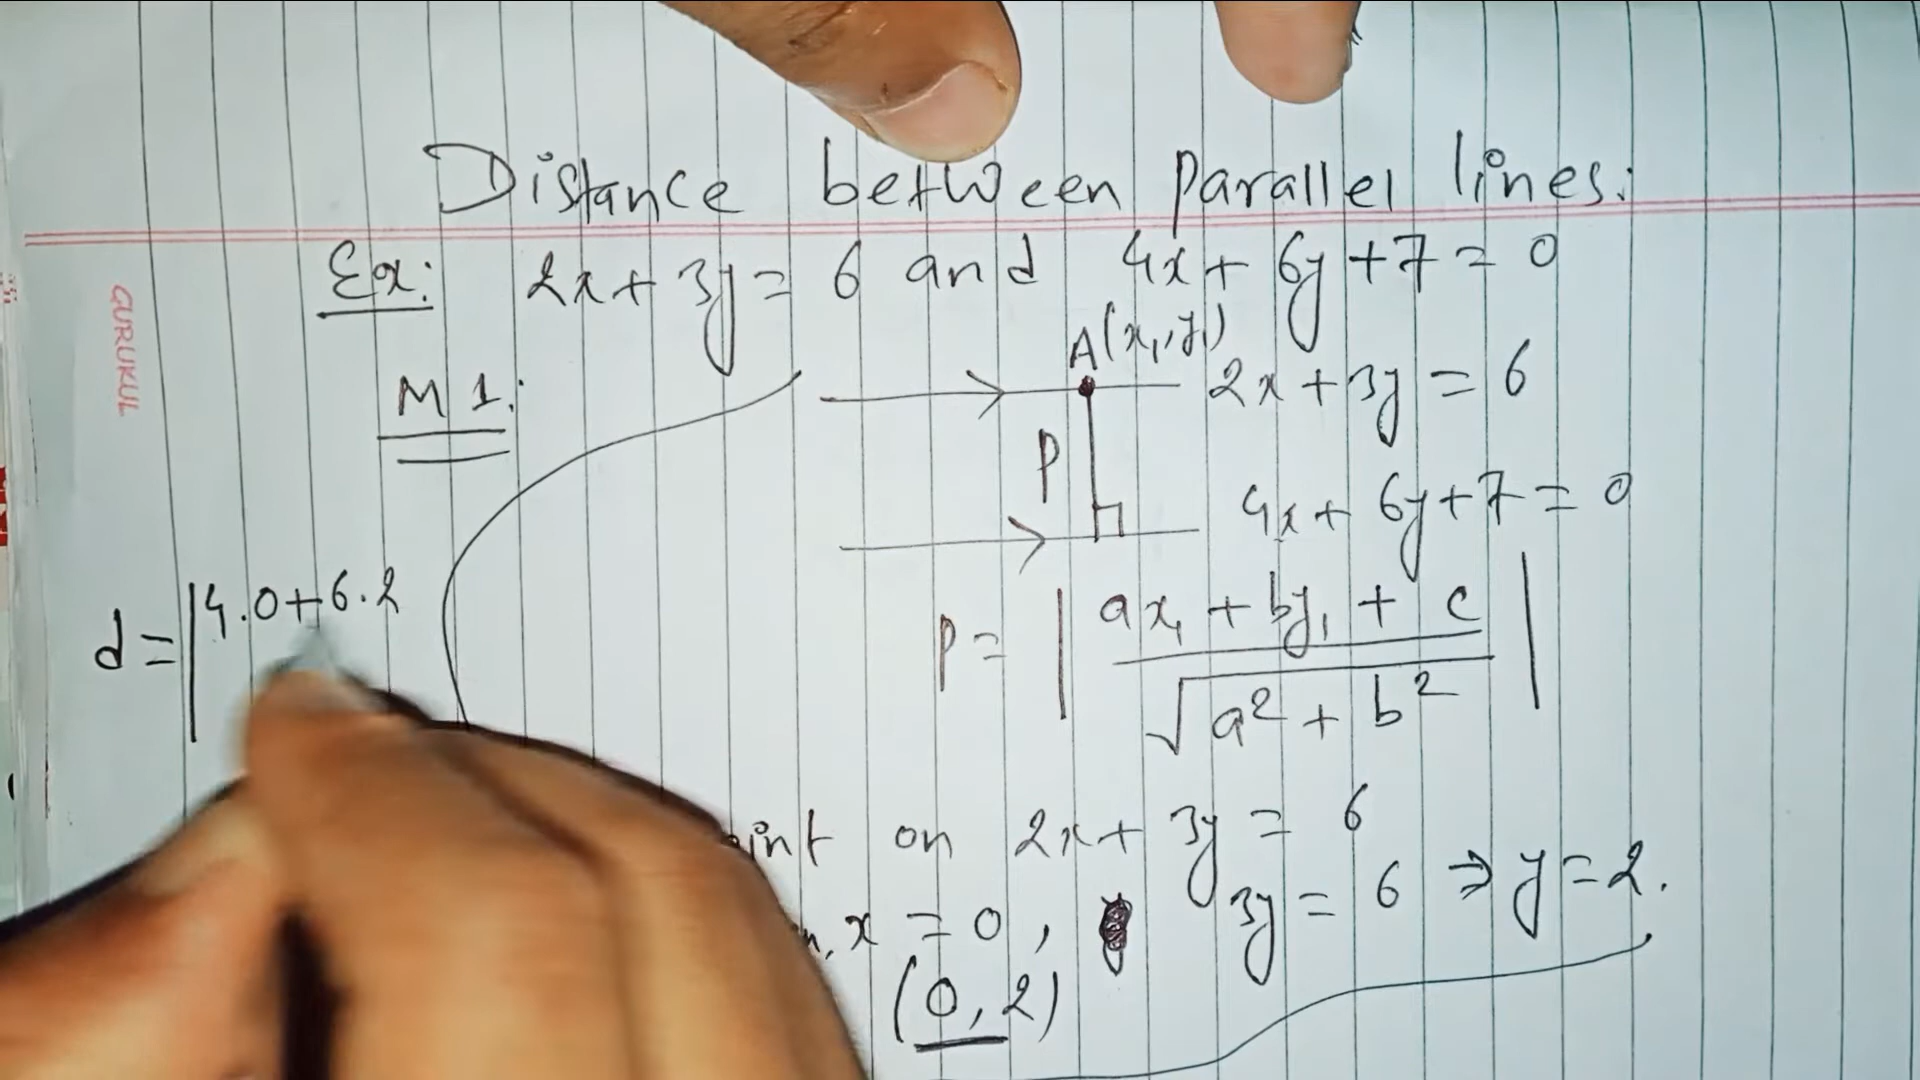 Distance between parallel lines:
Ex: 2x + 3y = 6 and 4x + 6y + 7 = 0
M 1.
A(x₁, y₁)
2x + 3y = 6
P
4x + 6y + 7 = 0
d = |4.0+6.2
P = | ax₁ + by₁ + c / √a² + b² |
on 2x + 3y = 6
x = 0, 3y = 6 ⇒ y = 2.
(0, 2)
GURUKUL